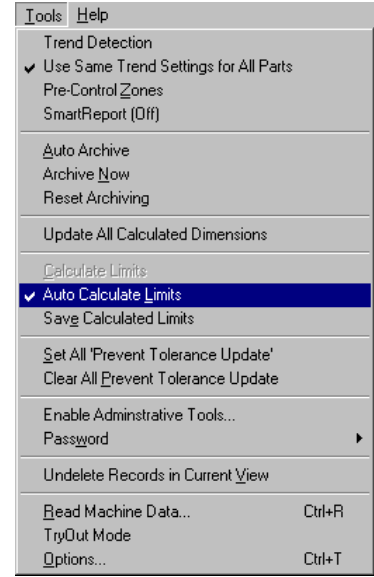 Tools Help
Trend Detection
Use Same Trend Settings for All Parts
Pre-Control Zones
SmartReport (Off)
Auto Archive
Archive Now
Reset Archiving
Update All Calculated Dimensions
Calculate Limits
Auto Calculate Limits
Save Calculated Limits
Set All 'Prevent Tolerance Update'
Clear All Prevent Tolerance Update
Enable Adminstrative Tools...
Password
Undelete Records in Current View
Read Machine Data... Ctrl+R
TryOut Mode
Options... Ctrl+T